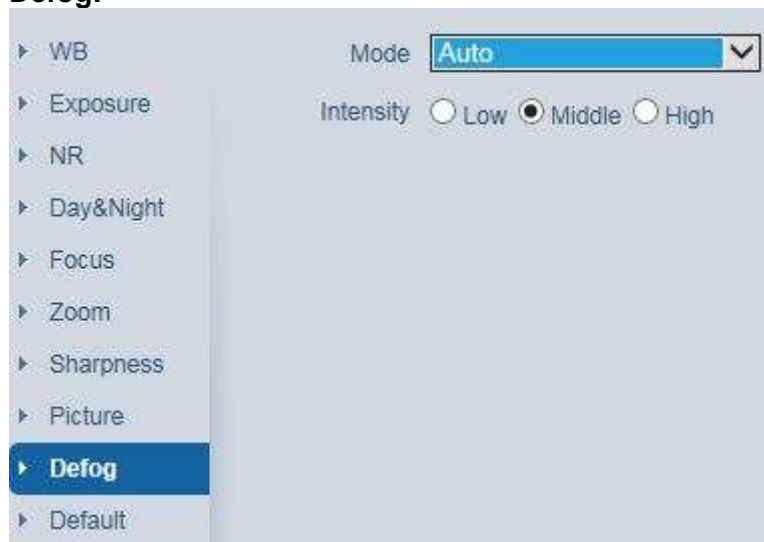 Defog:
WB
Mode Auto
Exposure
Intensity Low Middle High
NR
Day&Night
Focus
Zoom
Sharpness
Picture
Defog
Default